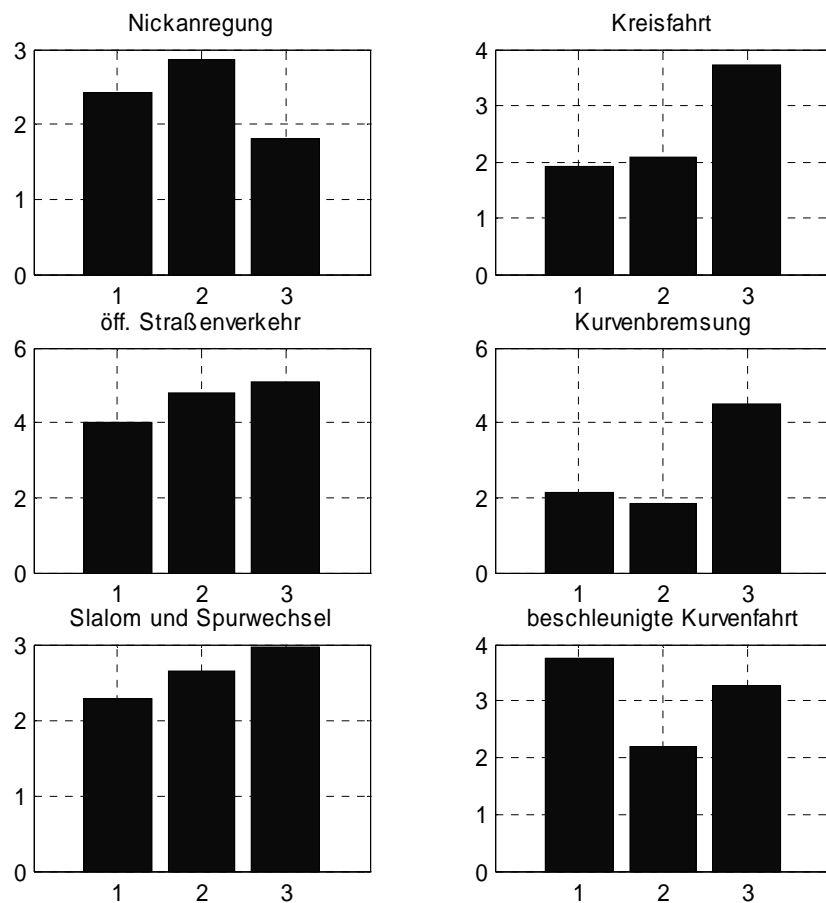 Nickanregung
3
2
1
0
1 2 3
Kreisfahrt
4
3
2
1
0
1 2 3
öff. Straßenverkehr
6
4
2
0
1 2 3
Kurvenbremsung
6
4
2
0
1 2 3
Slalom und Spurwechsel
3
2
1
0
1 2 3
beschleunigte Kurvenfahrt
4
3
2
1
0
1 2 3